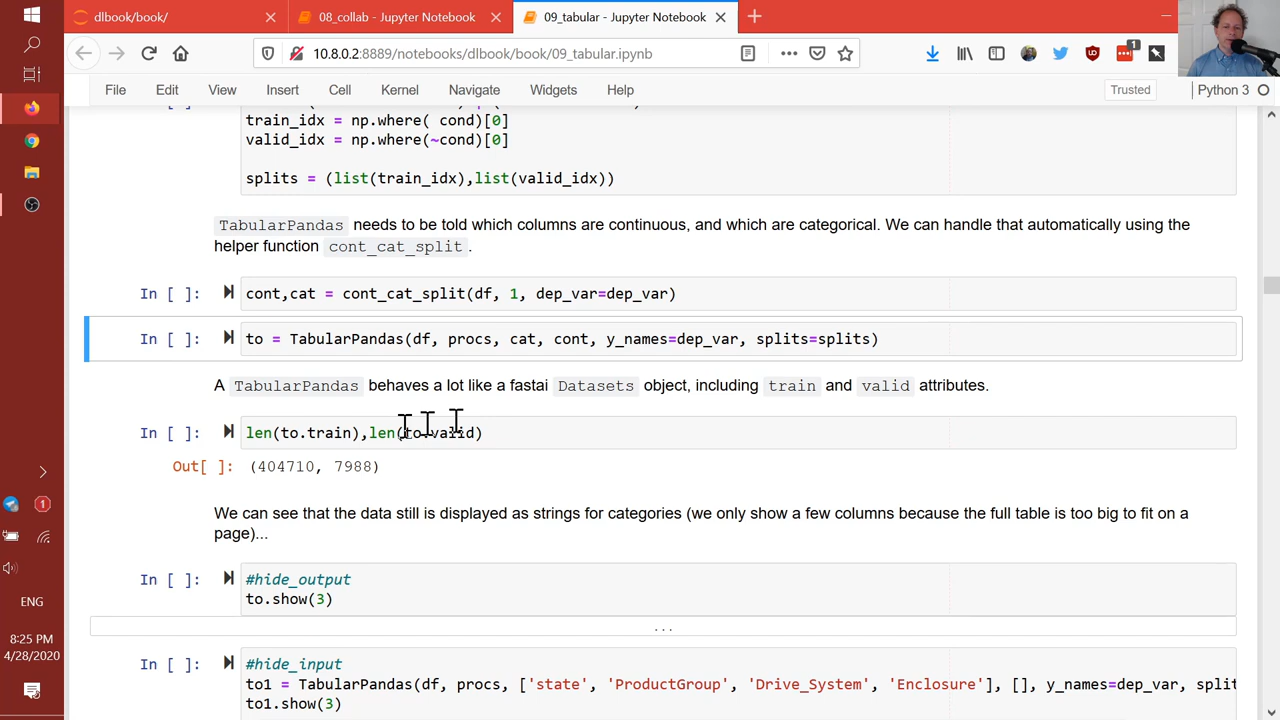 dlbook/book/
08_collab - Jupyter Notebook
09_tabular - Jupyter Notebook
10.8.0.2:8889/notebooks/dlbook/book/09_tabular.ipynb
1
File Edit View Insert Cell Kernel Navigate Widgets Help
Trusted
Python 3
train_idx = np.where( cond)[0]
valid_idx = np.where(~cond)[0]
splits = (list(train_idx),list(valid_idx))
TabularPandas needs to be told which columns are continuous, and which are categorical. We can handle that automatically using the
helper function cont_cat_split.
In [ ]: cont,cat = cont_cat_split(df, 1, dep_var=dep_var)
In [ ]: to = TabularPandas(df, procs, cat, cont, y_names=dep_var, splits=splits)
A TabularPandas behaves a lot like a fastai Datasets object, including train and valid attributes.
In [ ]: len(to.train),len(to.valid)
Out[ ]: (404710, 7988)
We can see that the data still is displayed as strings for categories (we only show a few columns because the full table is too big to fit on a
page)...
In [ ]: #hide_output
to.show(3)
...
In [ ]: #hide_input
to1 = TabularPandas(df, procs, ['state', 'ProductGroup', 'Drive_System', 'Enclosure'], [], y_names=dep_var, split
to1.show(3)
1
ENG
8:25 PM
4/28/2020